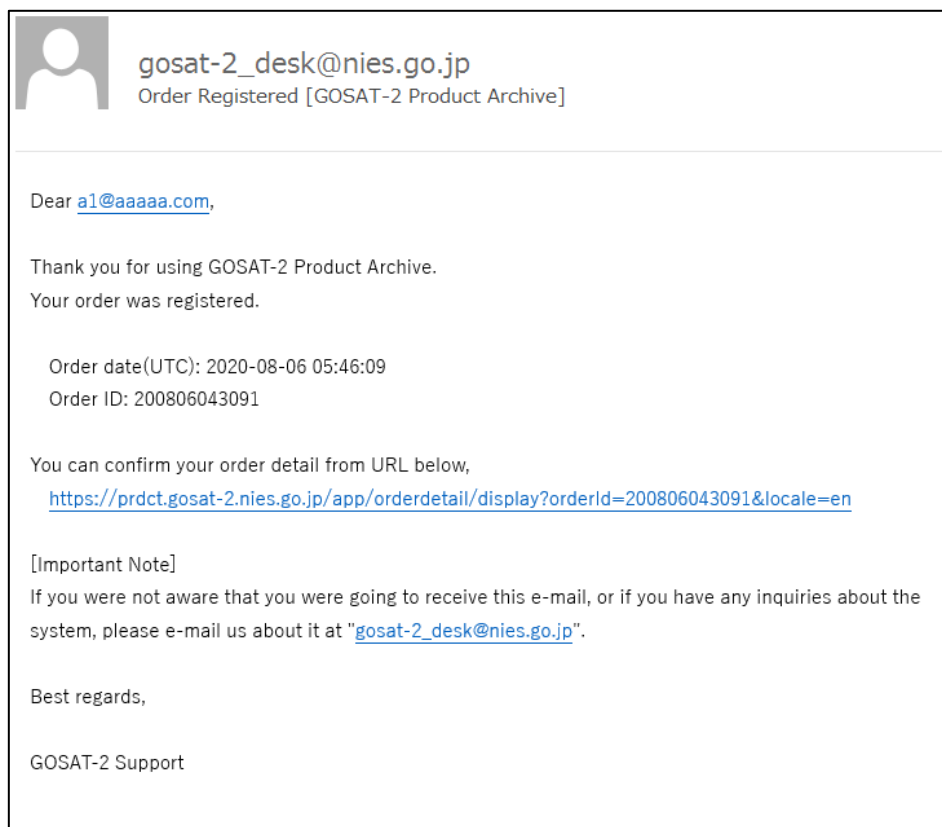 gosat-2_desk@nies.go.jp
Order Registered [GOSAT-2 Product Archive]
Dear a1@aaaaa.com,
Thank you for using GOSAT-2 Product Archive.
Your order was registered.
Order date(UTC): 2020-08-06 05:46:09
Order ID: 200806043091
You can confirm your order detail from URL below,
https://prdct.gosat-2.nies.go.jp/app/orderdetail/display?orderId=200806043091&locale=en
[Important Note]
If you were not aware that you were going to receive this e-mail, or if you have any inquiries about the
system, please e-mail us about it at "gosat-2_desk@nies.go.jp".
Best regards,
GOSAT-2 Support